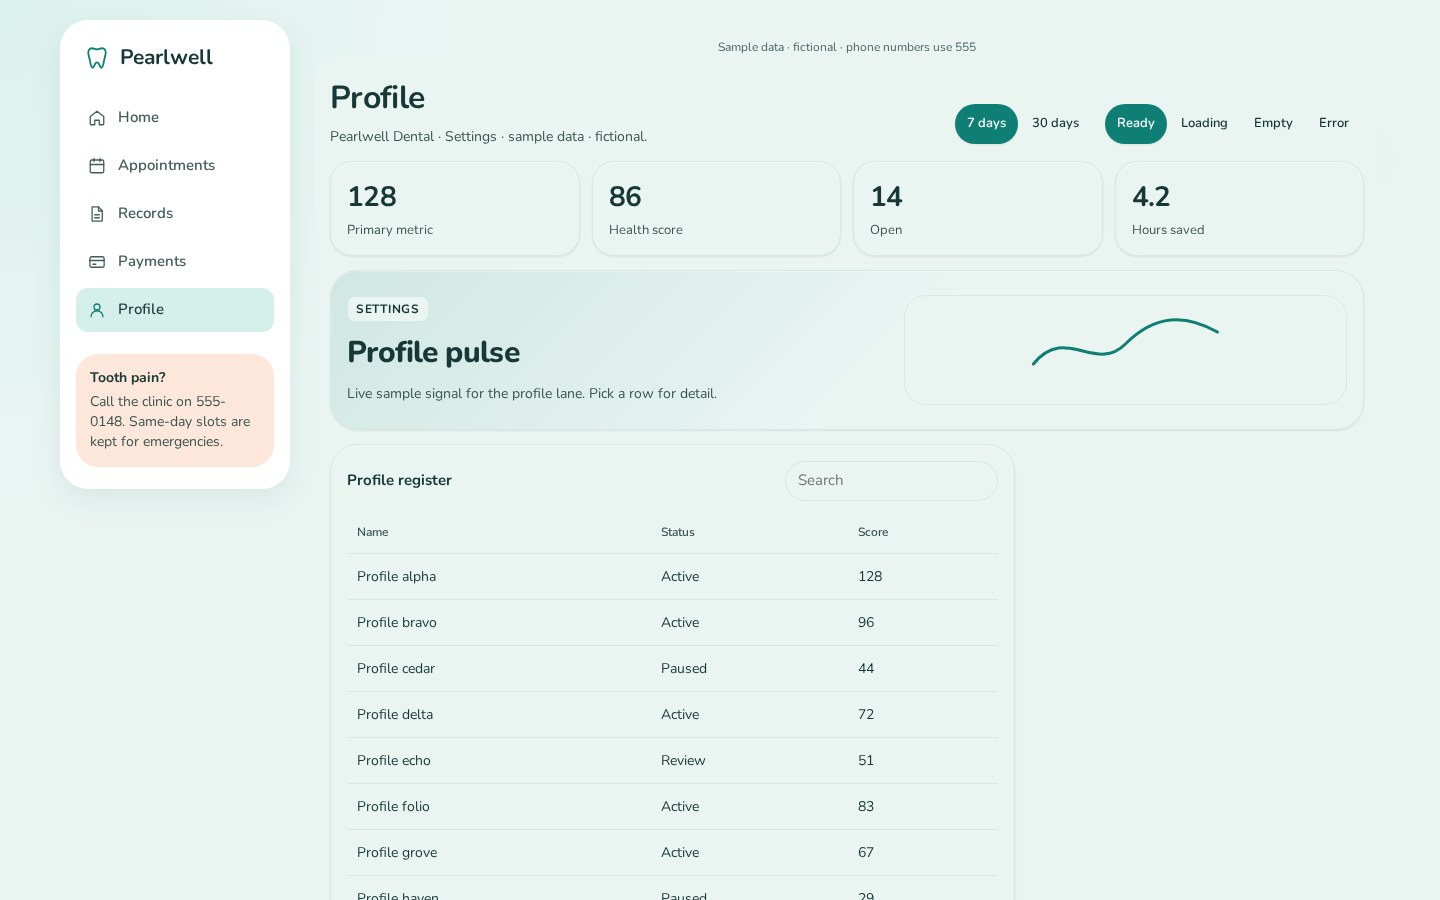 Pearlwell
Home
Appointments
Records
Payments
Profile
Tooth pain?
Call the clinic on 555-
0148. Same-day slots are
kept for emergencies.
Sample data · fictional · phone numbers use 555
Profile
Pearlwell Dental · Settings · sample data · fictional.
7 days 30 days Ready Loading Empty Error
128
Primary metric
86
Health score
14
Open
4.2
Hours saved
SETTINGS
Profile pulse
Live sample signal for the profile lane. Pick a row for detail.
Profile register
Search
Name Status Score
Profile alpha Active 128
Profile bravo Active 96
Profile cedar Paused 44
Profile delta Active 72
Profile echo Review 51
Profile folio Active 83
Profile grove Active 67
Profile haven Paused 29